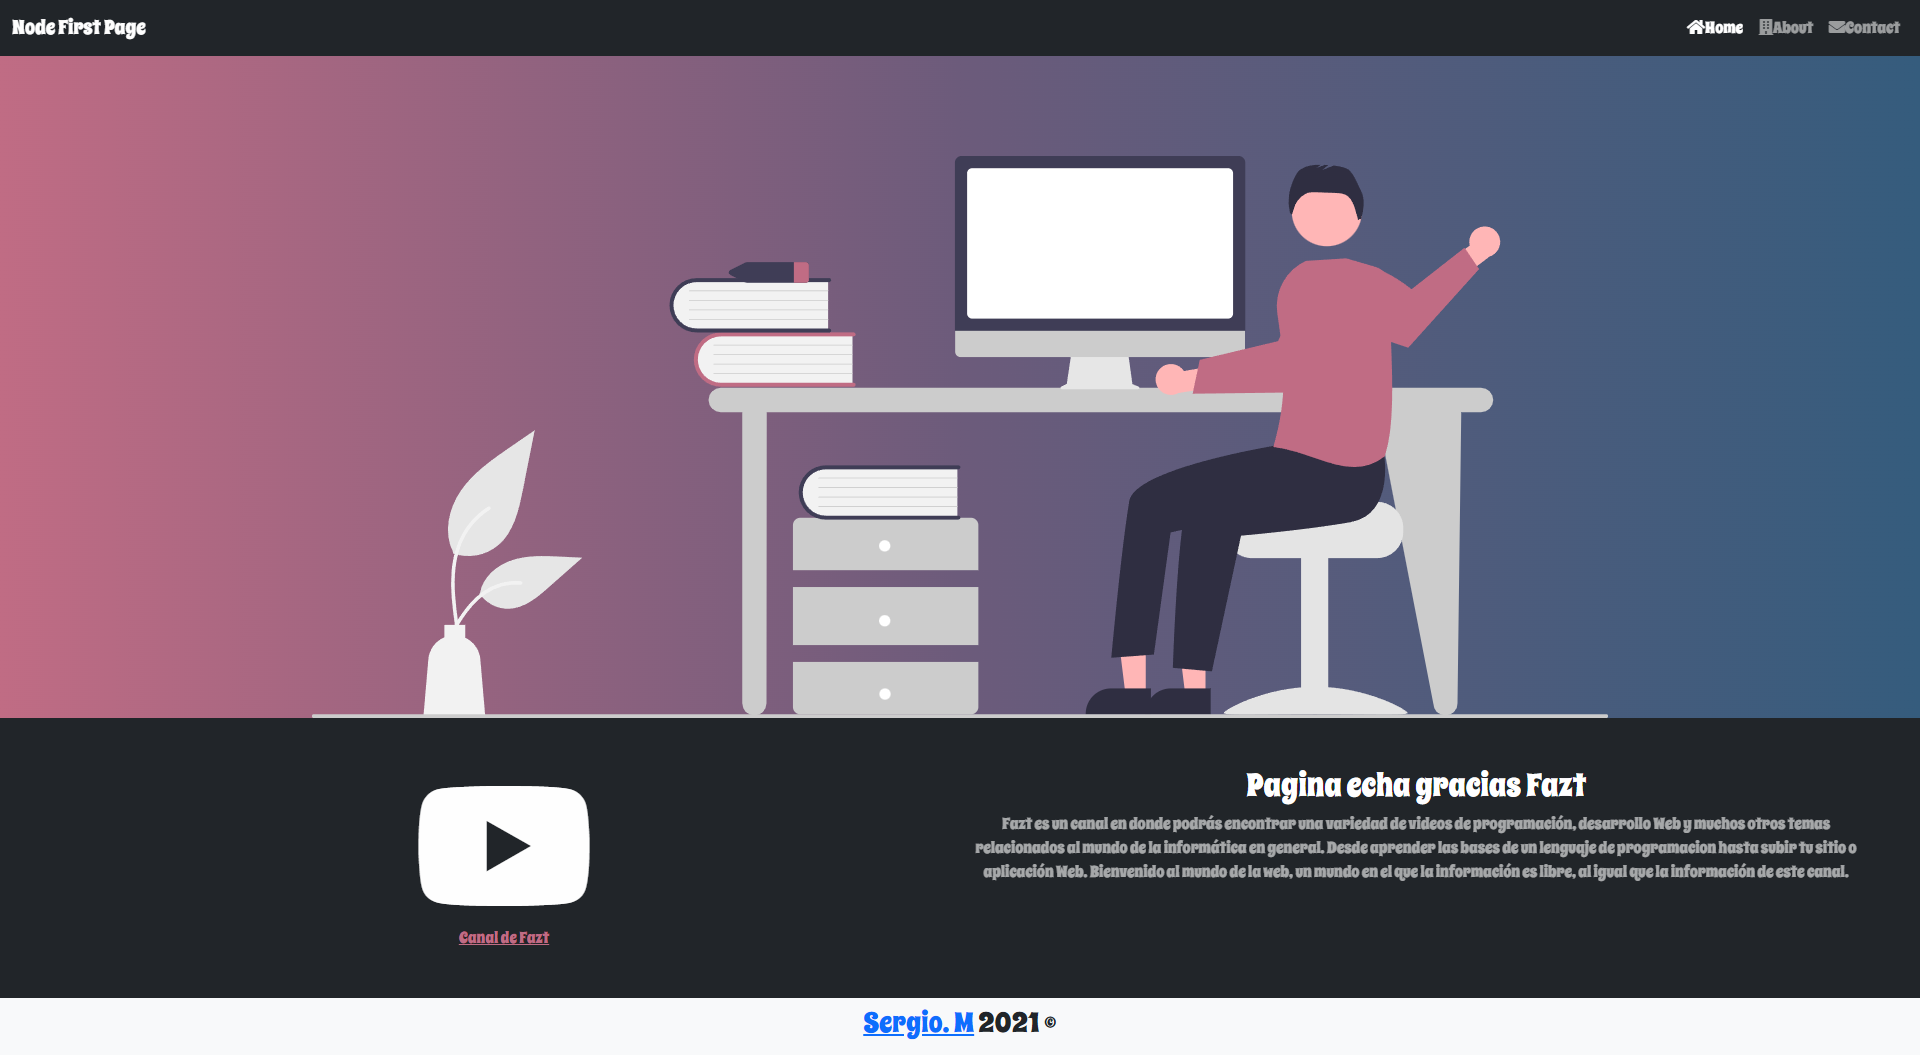 Node First Page
Home
About
Contact
Pagina echa gracias Fazt
Fazt es un canal en donde podrás encontrar una variedad de videos de programación, desarrollo Web y muchos otros temas
relacionados al mundo de la informática en general. Desde aprender las bases de un lenguaje de programacion hasta subir tu sitio o
aplicación Web. Bienvenido al mundo de la web, un mundo en el que la información es libre, al igual que la información de este canal.
Canal de Fazt
Sergio. M 2021 ©